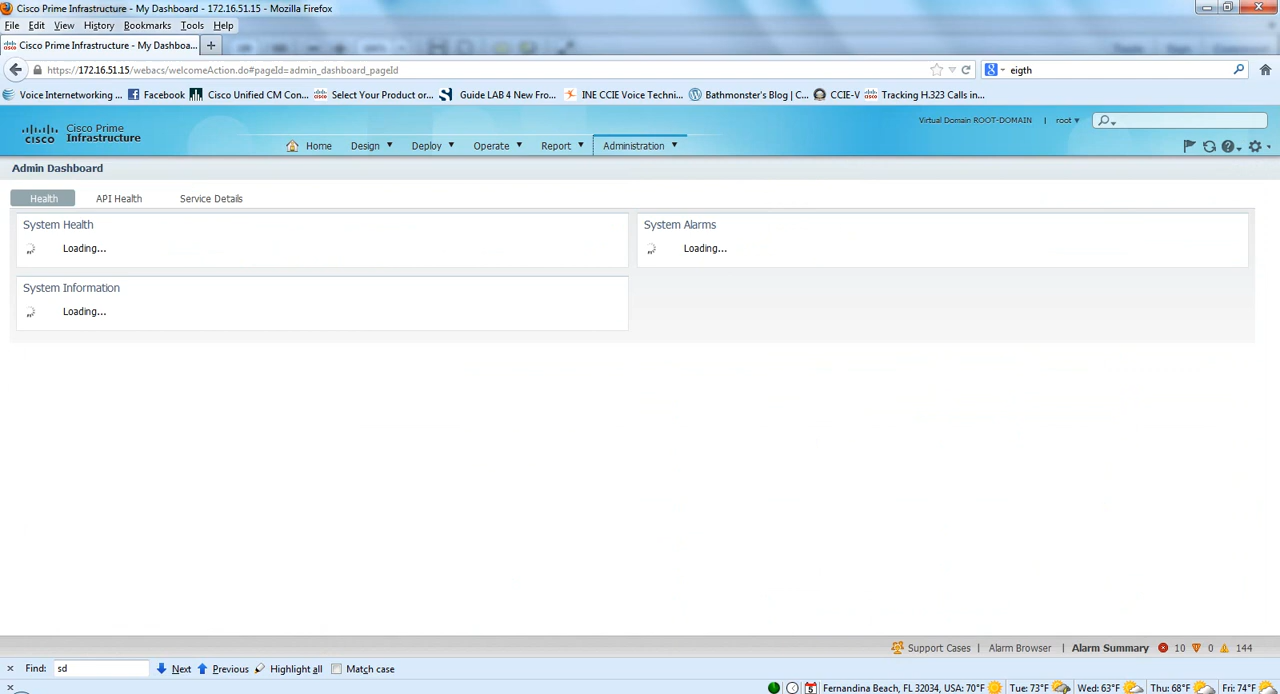 Cisco Prime Infrastructure - My Dashboard - 172.16.51.15 - Mozilla Firefox
File Edit View History Bookmarks Tools Help
Cisco Prime Infrastructure - My Dashboa... +
https://172.16.51.15/webacs/welcomeAction.do#pageId=admin_dashboard_pageId eigth
Voice Internetworking ... Facebook Cisco Unified CM Con... Select Your Product or... Guide LAB 4 New Fro... INE CCIE Voice Techni... Bathmonster's Blog | C... CCIE-V Tracking H.323 Calls in...
Virtual Domain ROOT-DOMAIN | root
CISCO Cisco Prime Infrastructure
Home Design Deploy Operate Report Administration
Admin Dashboard
Health API Health Service Details
System Health System Alarms
Loading... Loading...
System Information
Loading...
Support Cases | Alarm Browser | Alarm Summary 10 0 144
× Find: sd Next Previous Highlight all Match case
× Fernandina Beach, FL 32034, USA: 70°F Tue: 73°F Wed: 63°F Thu: 68°F Fri: 74°F